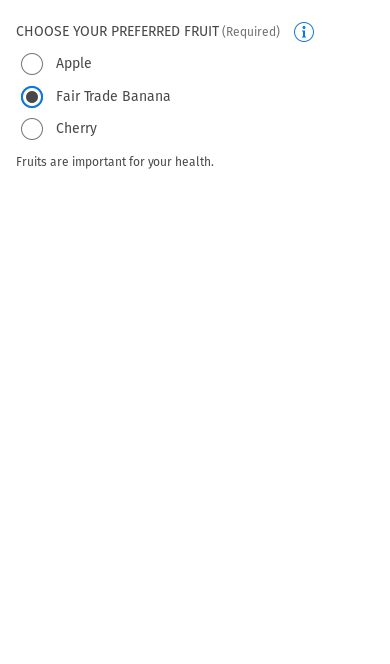 CHOOSE YOUR PREFERRED FRUIT (Required)
Apple
Fair Trade Banana
Cherry
Fruits are important for your health.